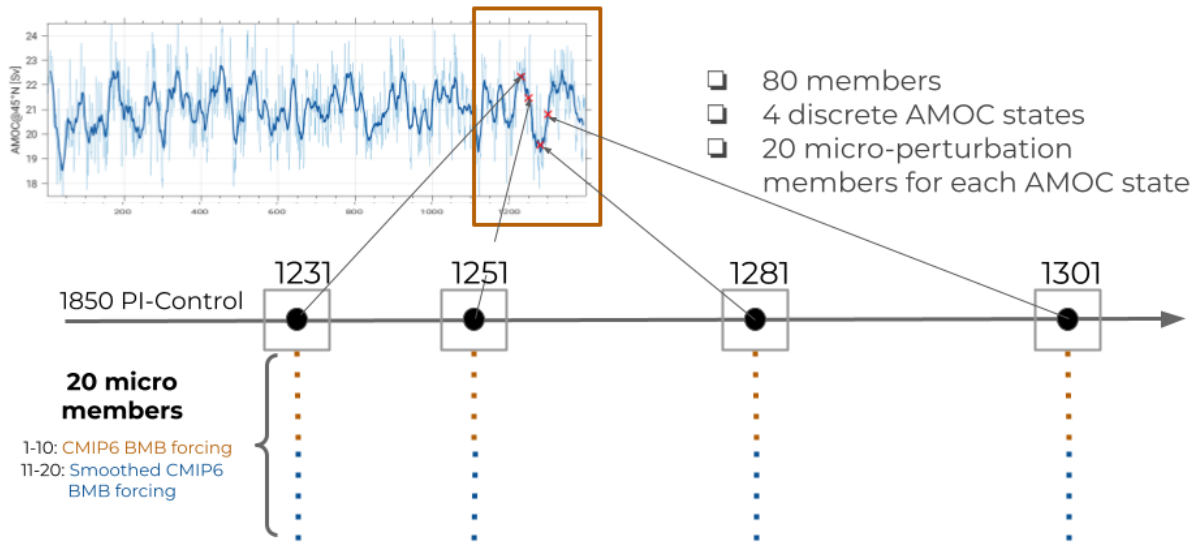 24
23
22
21
20
19
18
AMOC@45°N [Sv]
200
400
600
800
1000
1200
❏ 80 members
❏ 4 discrete AMOC states
❏ 20 micro-perturbation
members for each AMOC state
1231
1251
1281
1301
1850 PI-Control
20 micro
members
1-10: CMIP6 BMB forcing
11-20: Smoothed CMIP6
BMB forcing